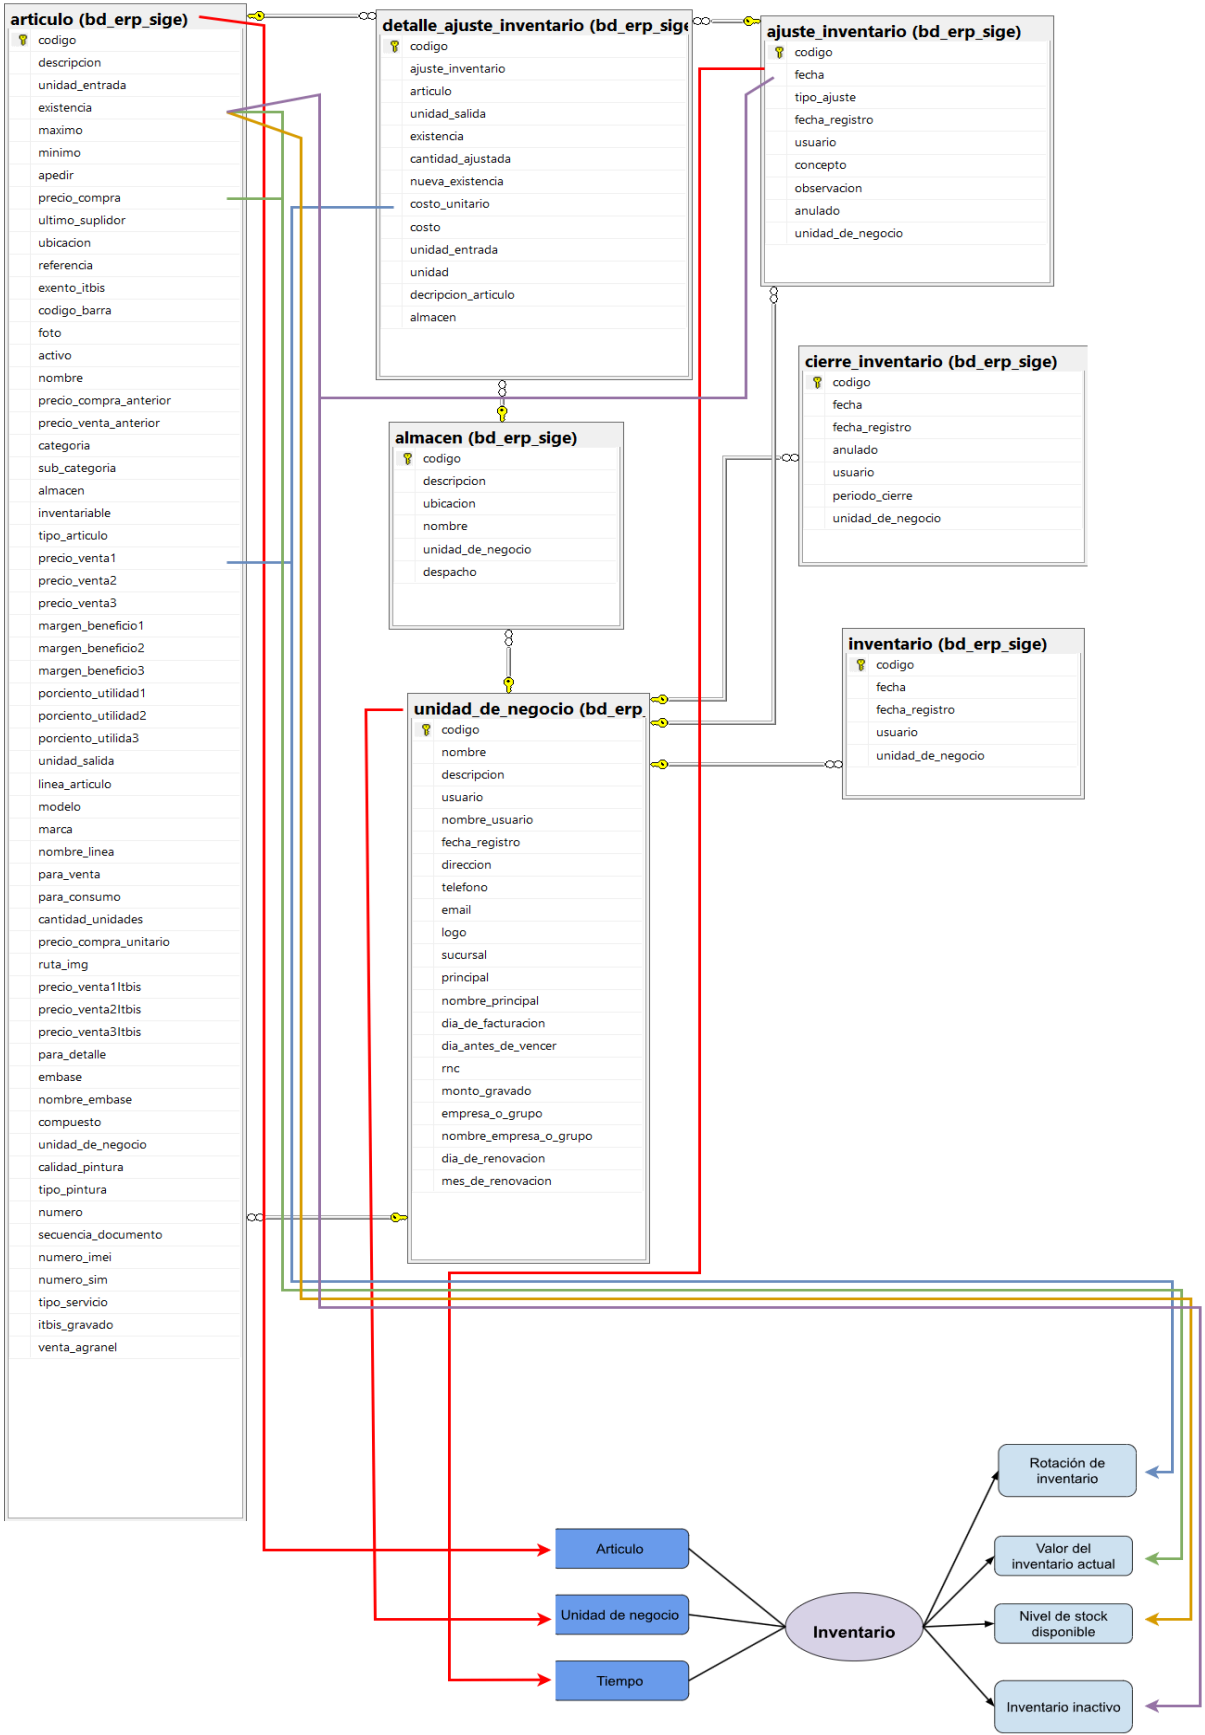 articulo (bd_erp_sige)
codigo
descripcion
unidad_entrada
existencia
maximo
minimo
apedir
precio_compra
ultimo_suplidor
ubicacion
referencia
exento_itbis
codigo_barra
foto
activo
nombre
precio_compra_anterior
precio_venta_anterior
categoria
sub_categoria
almacen
inventariable
tipo_articulo
precio_venta1
precio_venta2
precio_venta3
margen_beneficio1
margen_beneficio2
margen_beneficio3
porciento_utilidad1
porciento_utilidad2
porciento_utilida3
unidad_salida
linea_articulo
modelo
marca
nombre_linea
para_venta
para_consumo
cantidad_unidades
precio_compra_unitario
ruta_img
precio_venta1Itbis
precio_venta2Itbis
precio_venta3Itbis
para_detalle
embase
nombre_embase
compuesto
unidad_de_negocio
calidad_pintura
tipo_pintura
numero
secuencia_documento
numero_imei
numero_sim
tipo_servicio
itbis_gravado
venta_agranel
detalle_ajuste_inventario (bd_erp_sige
codigo
ajuste_inventario
articulo
unidad_salida
existencia
cantidad_ajustada
nueva_existencia
costo_unitario
costo
unidad_entrada
unidad
decripcion_articulo
almacen
ajuste_inventario (bd_erp_sige)
codigo
fecha
tipo_ajuste
fecha_registro
usuario
concepto
observacion
anulado
unidad_de_negocio
cierre_inventario (bd_erp_sige)
codigo
fecha
fecha_registro
anulado
usuario
periodo_cierre
unidad_de_negocio
almacen (bd_erp_sige)
codigo
descripcion
ubicacion
nombre
unidad_de_negocio
despacho
inventario (bd_erp_sige)
codigo
fecha
fecha_registro
usuario
unidad_de_negocio
unidad_de_negocio (bd_erp_
codigo
nombre
descripcion
usuario
nombre_usuario
fecha_registro
direccion
telefono
email
logo
sucursal
principal
nombre_principal
dia_de_facturacion
dia_antes_de_vencer
rnc
monto_gravado
empresa_o_grupo
nombre_empresa_o_grupo
dia_de_renovacion
mes_de_renovacion
Articulo
Unidad de negocio
Tiempo
Inventario
Rotación de
inventario
Valor del
inventario actual
Nivel de stock
disponible
Inventario inactivo